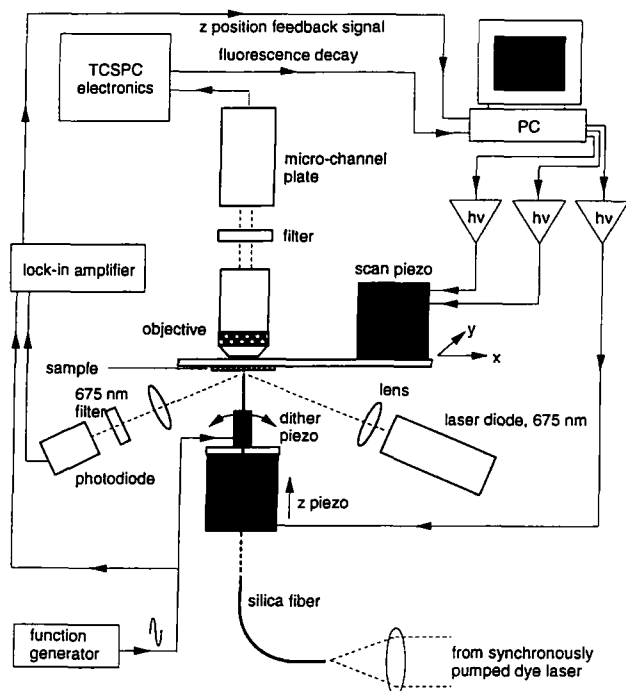 z position feedback signal
fluorescence decay
TCSPC
electronics
PC
micro-channel
plate
hv
hv
hv
filter
lock-in amplifier
scan piezo
objective
y
x
sample
675 nm
filter
lens
dither
piezo
laser diode, 675 nm
photodiode
z piezo
silica fiber
function
generator
from synchronously
pumped dye laser